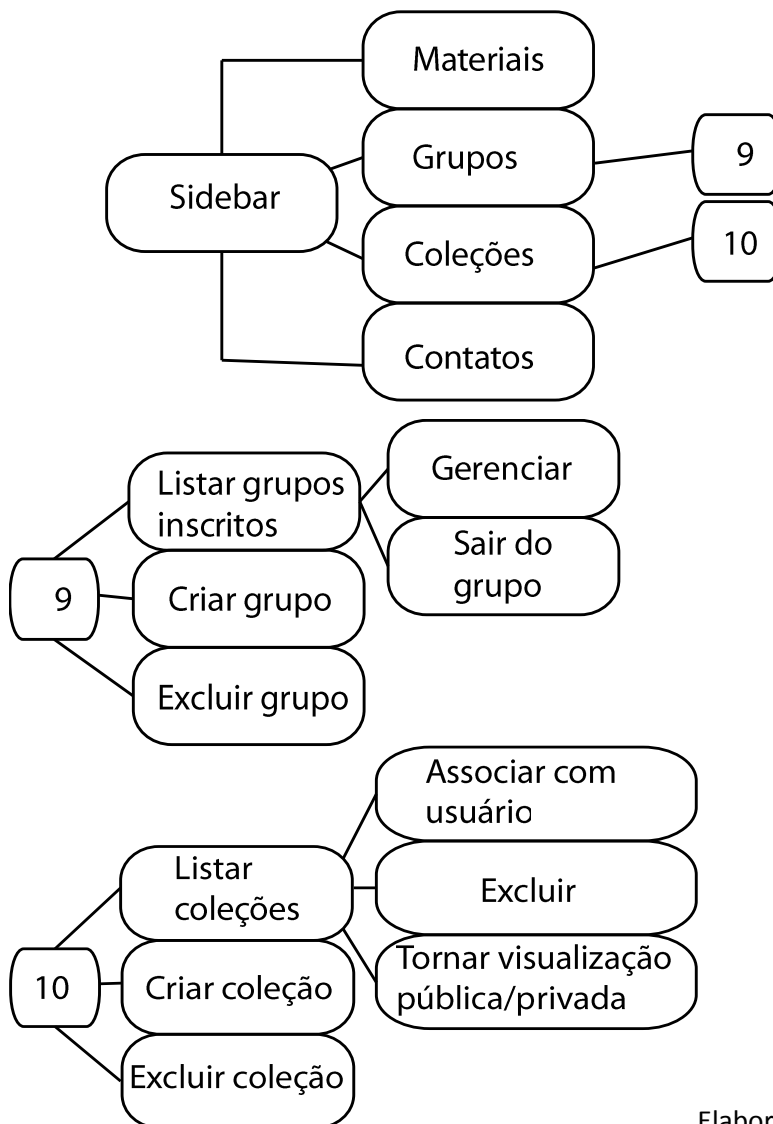 Materiais
Grupos
9
Sidebar
Coleções
10
Contatos
Gerenciar
Listar grupos
inscritos
Sair do
grupo
9
Criar grupo
Excluir grupo
Associar com
usuário
Listar
coleções
Excluir
Tornar visualização
pública/privada
10
Criar coleção
Excluir coleção
Elabor